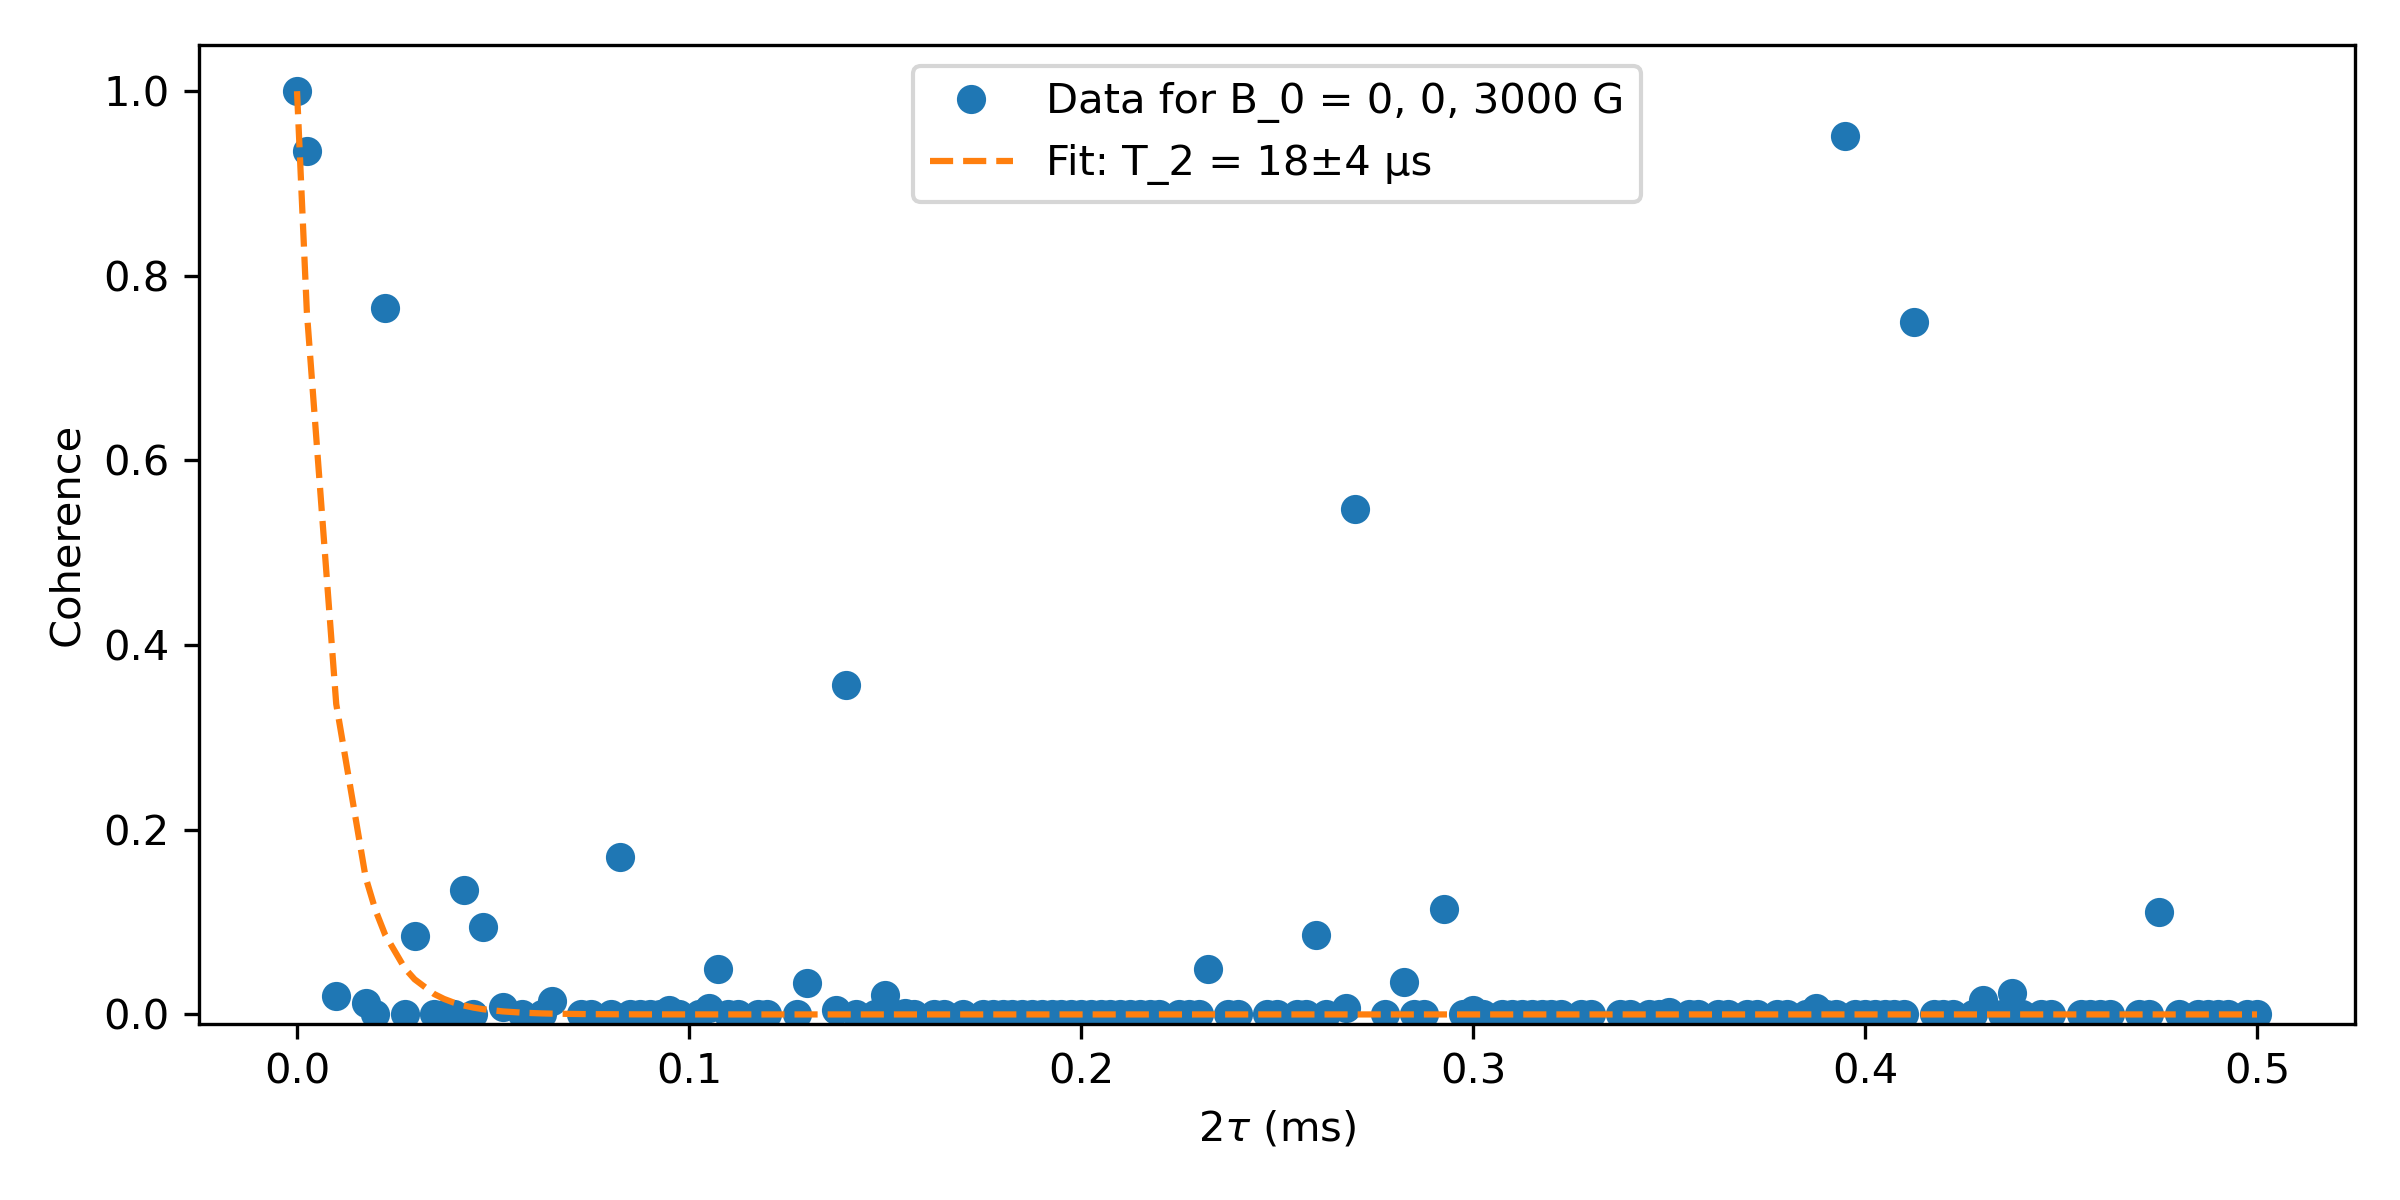 Data for B_0 = 0, 0, 3000 G
Fit: T_2 = 18±4 μs
1.0
0.8
0.6
0.4
0.2
0.0
Coherence
0.0 0.1 0.2 0.3 0.4 0.5
2τ (ms)